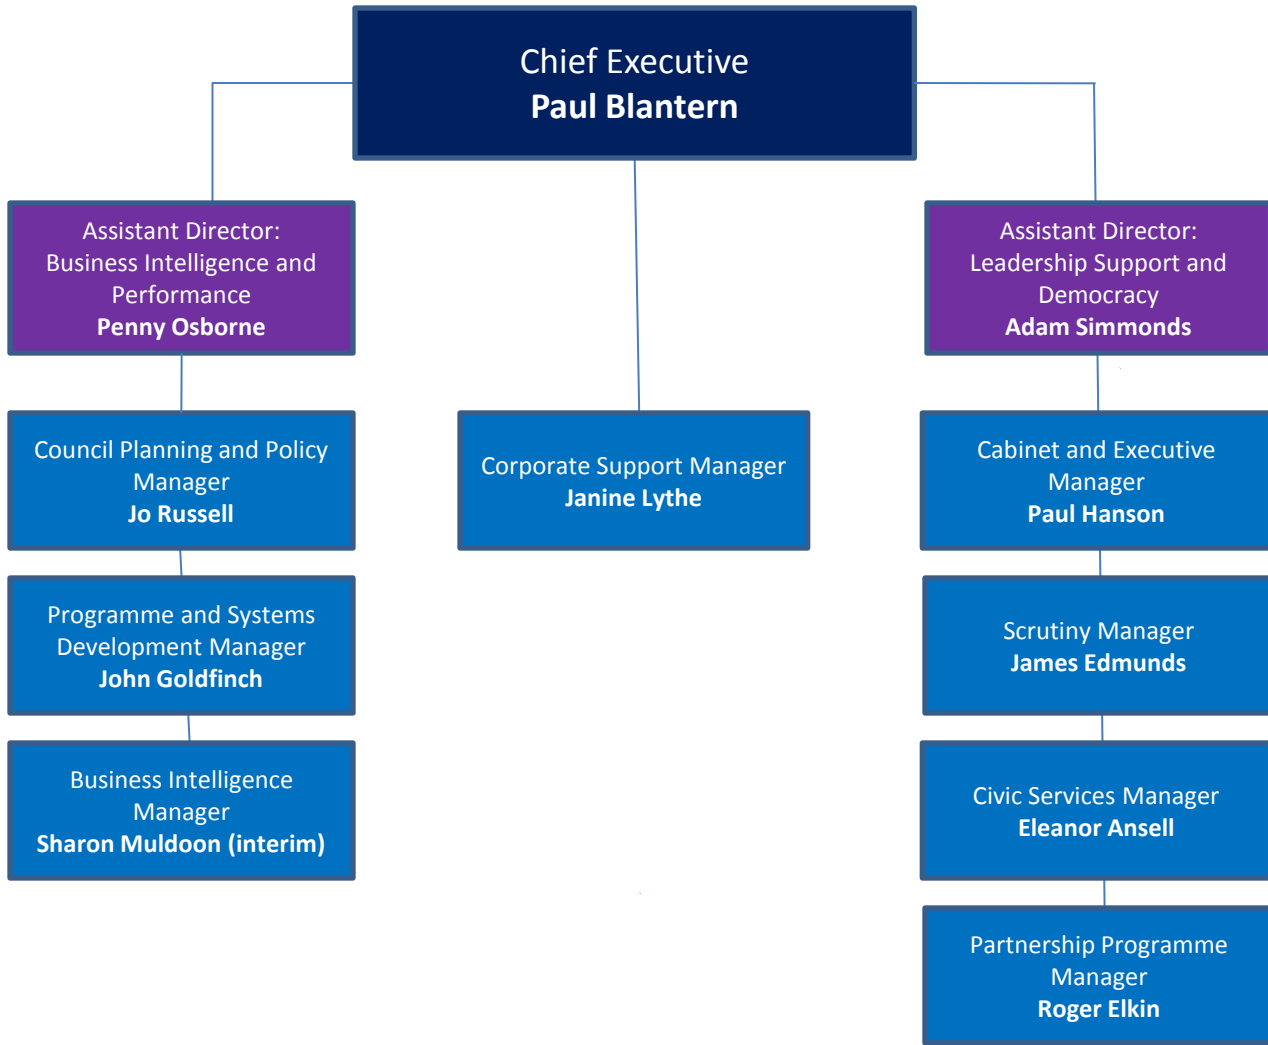 Chief Executive
Paul Blantern
Assistant Director:
Business Intelligence and
Performance
Penny Osborne
Assistant Director:
Leadership Support and
Democracy
Adam Simmonds
Council Planning and Policy
Manager
Jo Russell
Corporate Support Manager
Janine Lythe
Cabinet and Executive
Manager
Paul Hanson
Programme and Systems
Development Manager
John Goldfinch
Scrutiny Manager
James Edmunds
Business Intelligence
Manager
Sharon Muldoon (interim)
Civic Services Manager
Eleanor Ansell
Partnership Programme
Manager
Roger Elkin